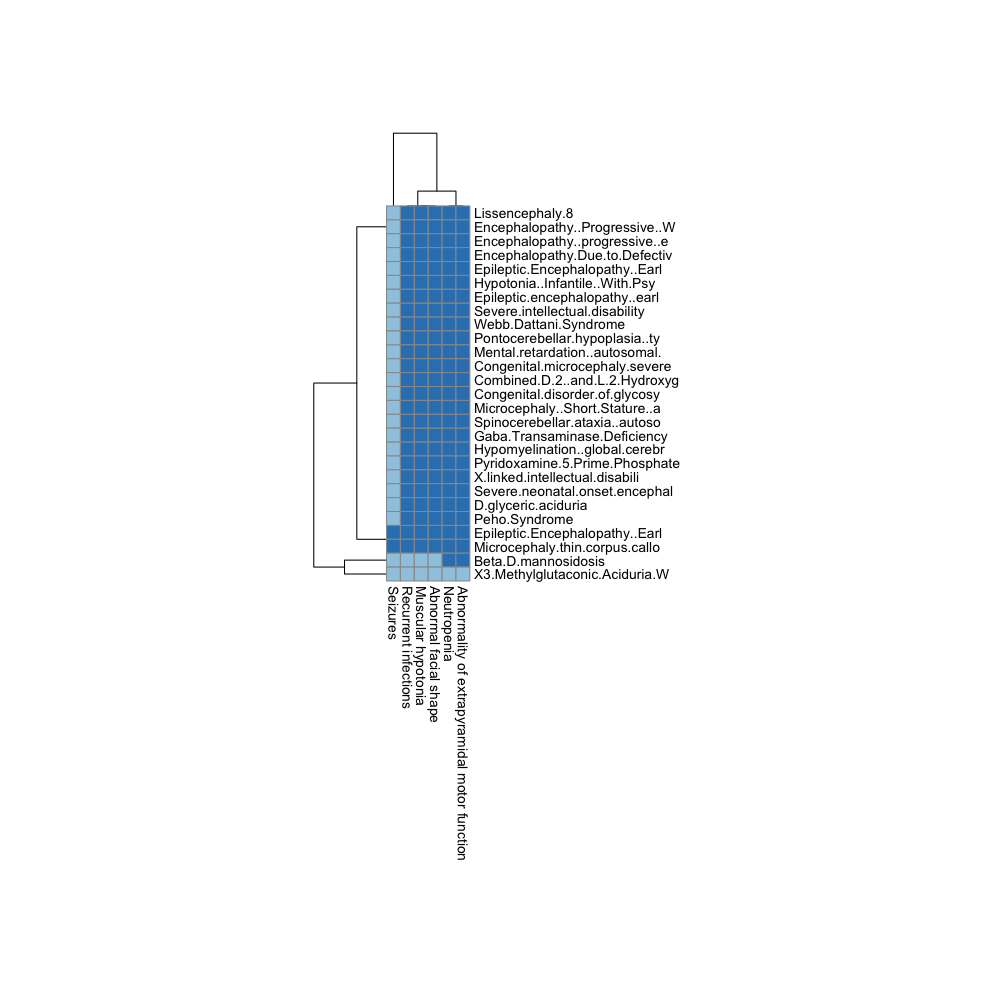 Lissencephaly.8
Encephalopathy..Progressive..W
Encephalopathy..progressive..e
Encephalopathy.Due.to.Defectiv
Epileptic.Encephalopathy..Earl
Hypotonia..Infantile..With.Psy
Epileptic.encephalopathy..earl
Severe.intellectual.disability
Webb.Dattani.Syndrome
Pontocerebellar.hypoplasia..ty
Mental.retardation..autosomal.
Congenital.microcephaly.severe
Combined.D.2..and.L.2.Hydroxyg
Congenital.disorder.of.glycosy
Microcephaly..Short.Stature..a
Spinocerebellar.ataxia..autoso
Gaba.Transaminase.Deficiency
Hypomyelination..global.cerebr
Pyridoxamine.5.Prime.Phosphate
X.linked.intellectual.disabili
Severe.neonatal.onset.encephal
D.glyceric.aciduria
Peho.Syndrome
Epileptic.Encephalopathy..Earl
Microcephaly.thin.corpus.callo
Beta.D.mannosidosis
X3.Methylglutaconic.Aciduria.W
Seizures
Recurrent infections
Muscular hypotonia
Abnormal facial shape
Neutropenia
Abnormality of extrapyramidal motor function